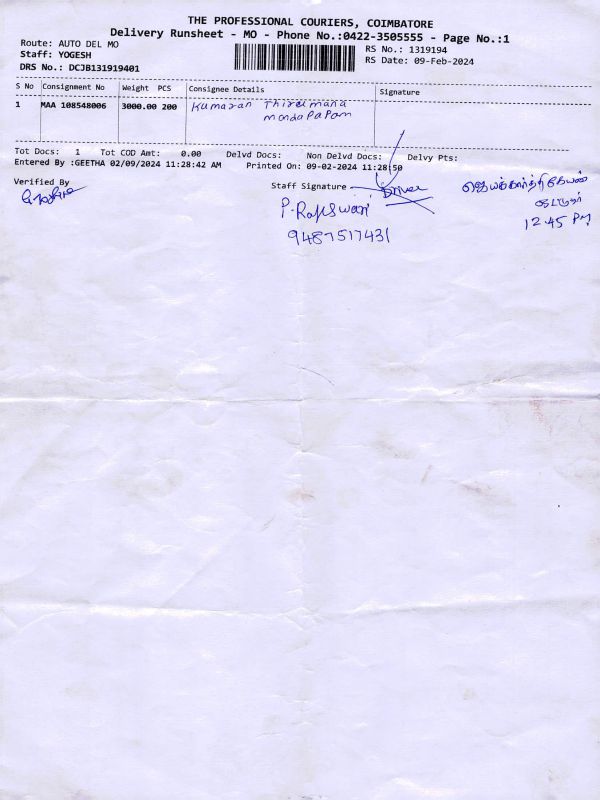 THE PROFESSIONAL COURIERS, COIMBATORE
Delivery Runsheet - MO - Phone No.:0422-3505555 - Page No.:1
Route: AUTO DEL MO
RS No.: 1319194
Staff: YOGESH
RS Date: 09-Feb-2024
DRS No.: DCJB131919401
S No Consignment No Weight PCS Consignee Details Signature
1 MAA 108548006 3000.00 200 Kumaran Thirumana
mandapapam
Tot Docs: 1 Tot COD Amt: 0.00 Delvd Docs: Non Delvd Docs: Delvy Pts:
Entered By :GEETHA 02/09/2024 11:28:42 AM Printed On: 09-02-2024 11:28:50
Verified By
Staff Signature Driver
ஜெயக்கார்த்திகேயன்
P. Rajeswari
12.45 PM
9487517431